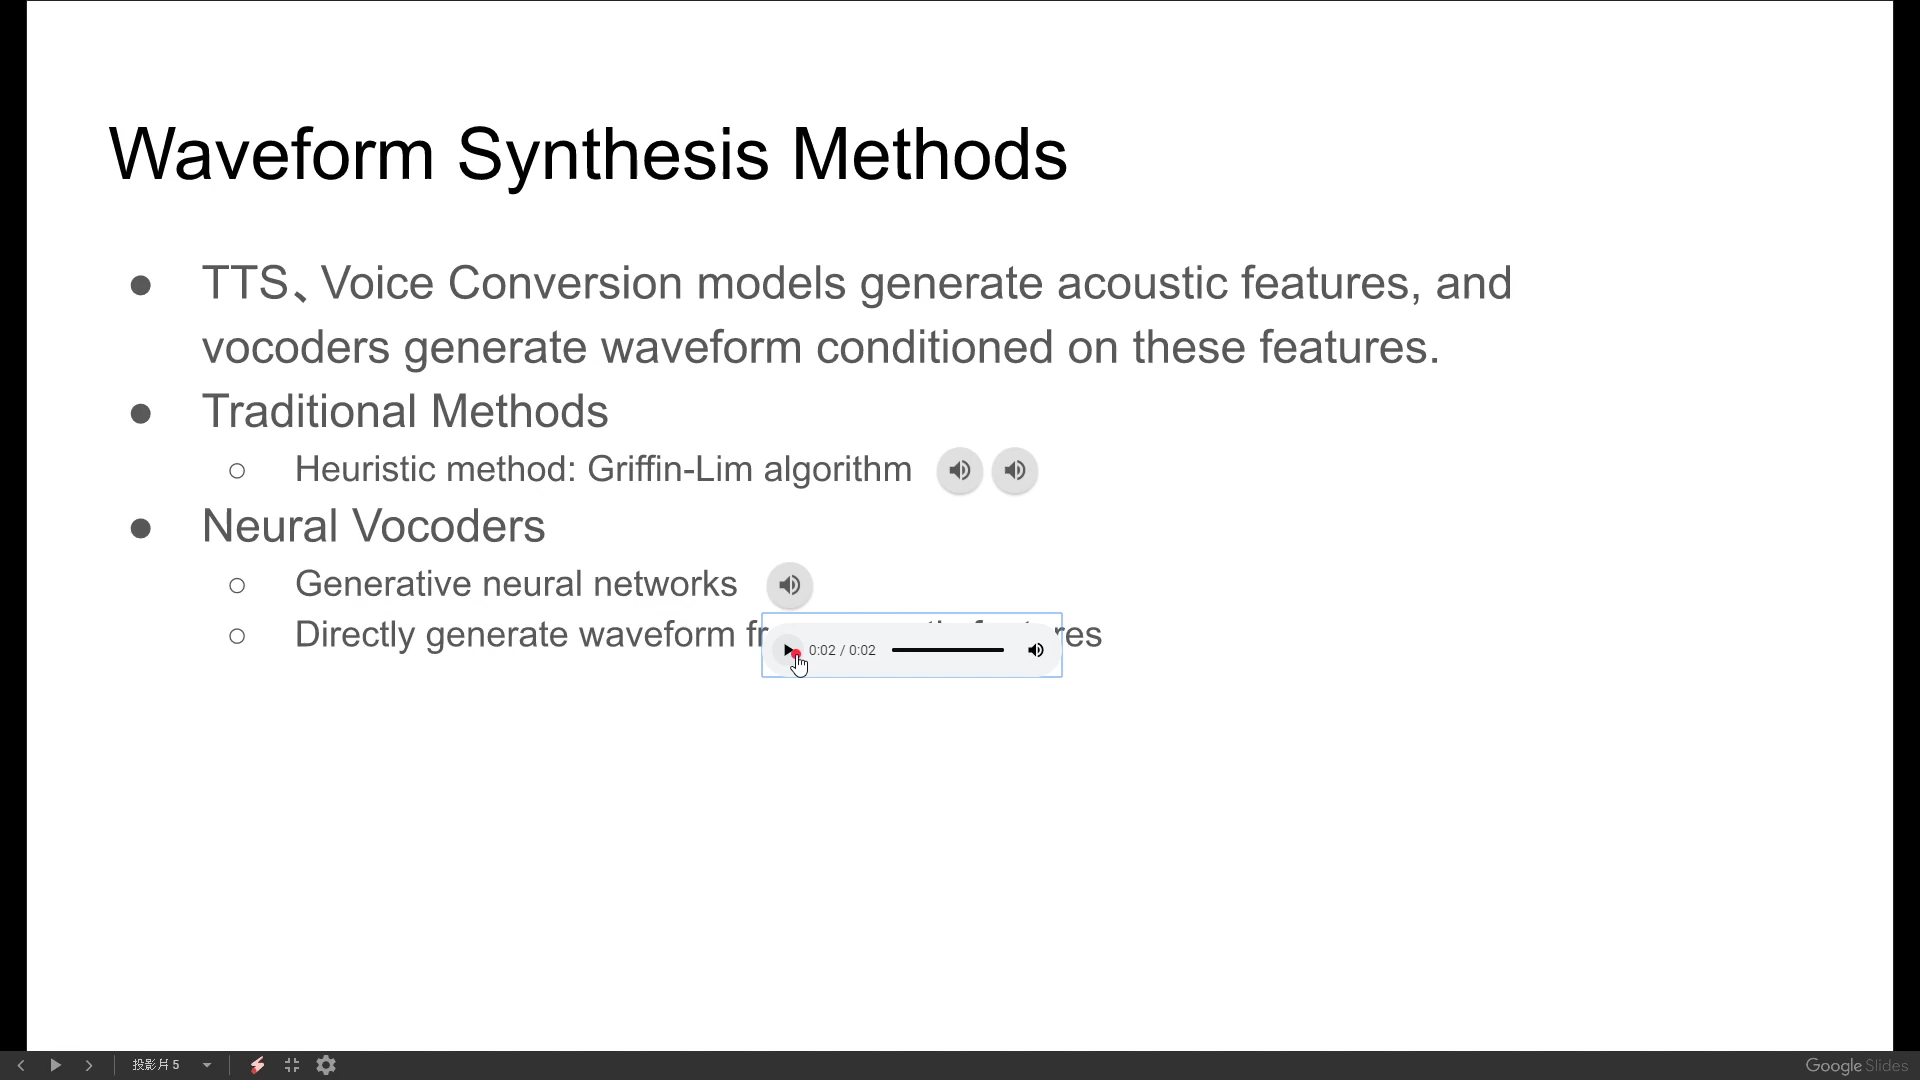 Waveform Synthesis Methods
● TTS、Voice Conversion models generate acoustic features, and
vocoders generate waveform conditioned on these features.
● Traditional Methods
○ Heuristic method: Griffin-Lim algorithm
● Neural Vocoders
○ Generative neural networks
○ Directly generate waveform
0:02 / 0:02
投影片 5
Google Slides